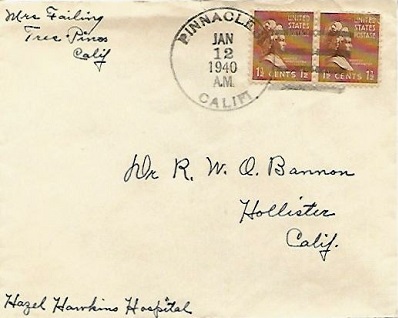 Mrs Failing
Tres Pinos
Calif
PINNACLES
JAN
12
1940
A.M.
CALIF.
UNITED STATES POSTAGE
1½ CENTS 1½
UNITED STATES POSTAGE
1½ CENTS 1½
Dr R. W. O. Bannon
Hollister
Calif.
Hazel Hawkins Hospital